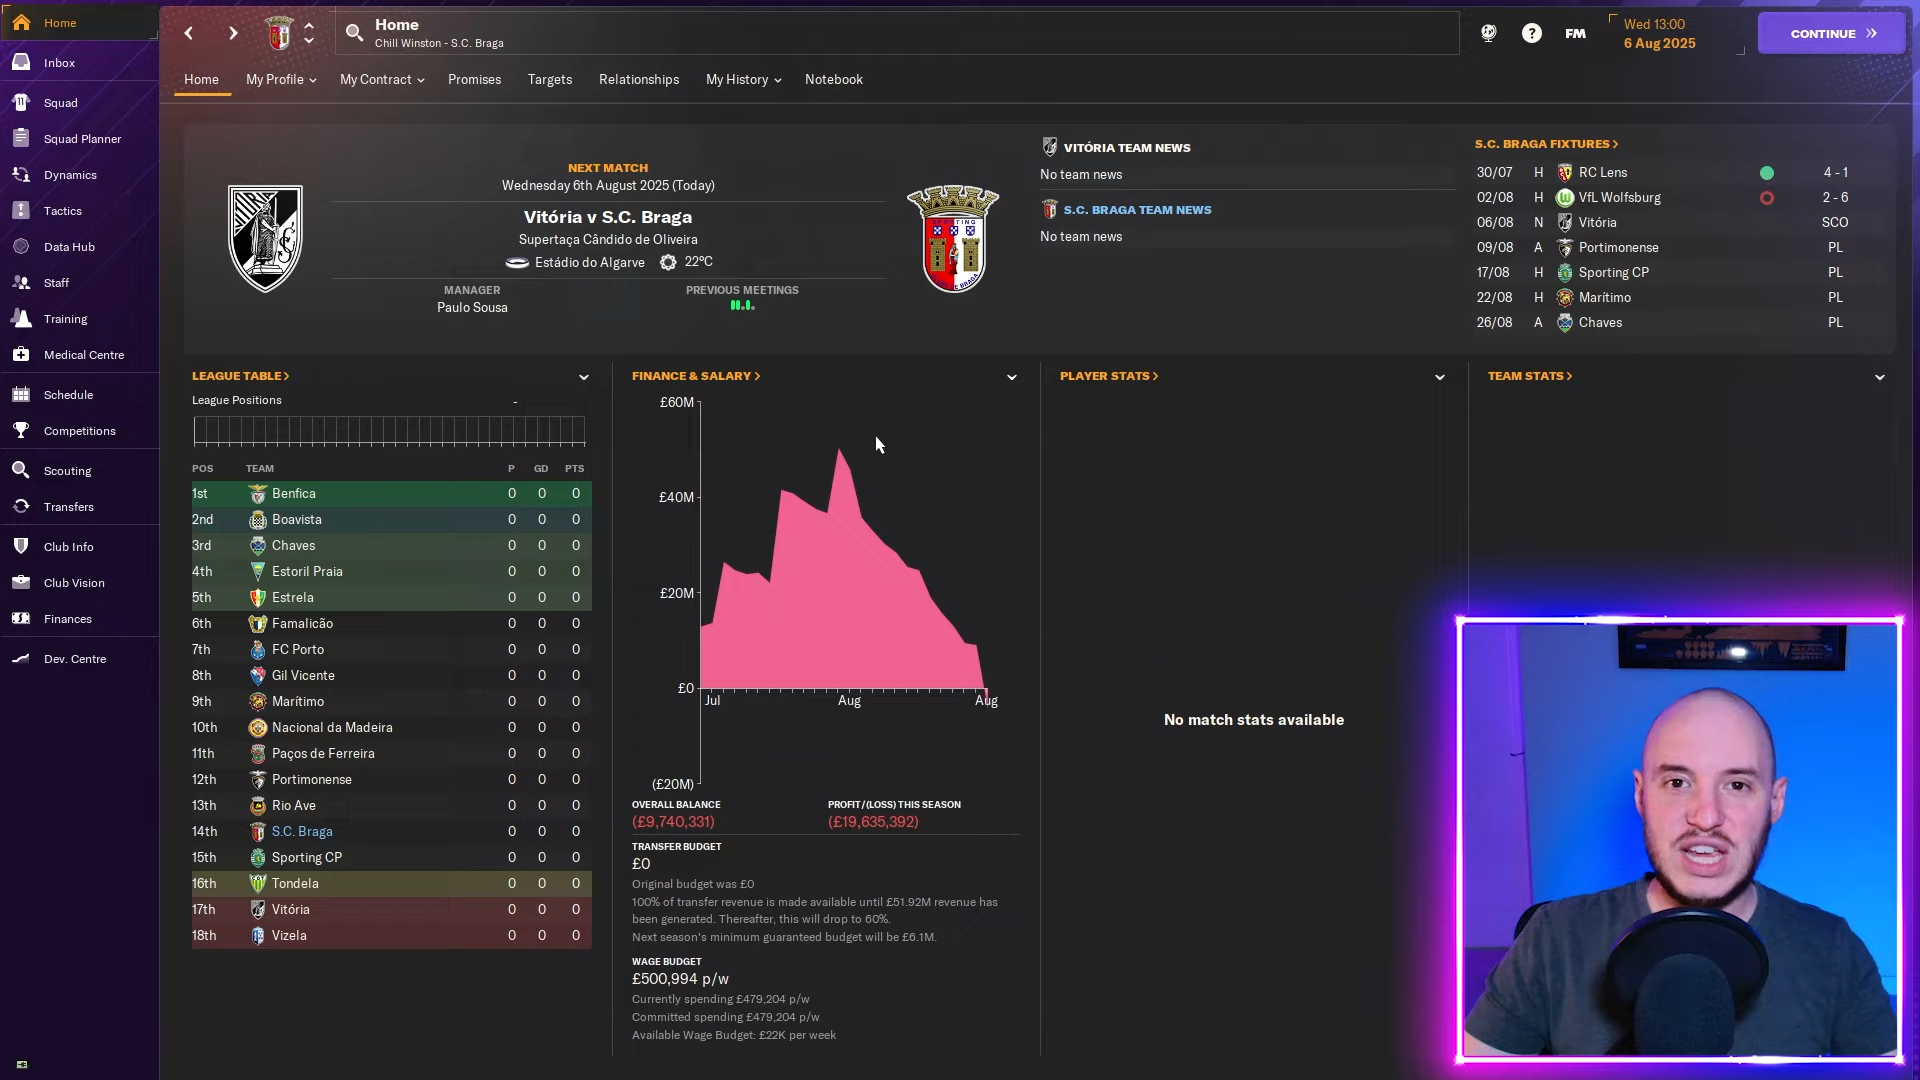 Home
Inbox
Squad
Squad Planner
Dynamics
Tactics
Data Hub
Staff
Training
Medical Centre
Schedule
Competitions
Scouting
Transfers
Club Info
Club Vision
Finances
Dev. Centre
Home
Chill Winston - S.C. Braga
?
FM
Wed 13:00
6 Aug 2025
CONTINUE
Home My Profile My Contract Promises Targets Relationships My History Notebook
NEXT MATCH
Wednesday 6th August 2025 (Today)
Vitória v S.C. Braga
Supertaça Cândido de Oliveira
Estádio do Algarve 22°C
MANAGER
Paulo Sousa
PREVIOUS MEETINGS
VITÓRIA TEAM NEWS
No team news
S.C. BRAGA TEAM NEWS
No team news
S.C. BRAGA FIXTURES >
30/07 H RC Lens 4 - 1
02/08 H VfL Wolfsburg 2 - 6
06/08 N Vitória SCO
09/08 A Portimonense PL
17/08 H Sporting CP PL
22/08 H Marítimo PL
26/08 A Chaves PL
LEAGUE TABLE >
League Positions -
POS TEAM P GD PTS
1st Benfica 0 0 0
2nd Boavista 0 0 0
3rd Chaves 0 0 0
4th Estoril Praia 0 0 0
5th Estrela 0 0 0
6th Famalicão 0 0 0
7th FC Porto 0 0 0
8th Gil Vicente 0 0 0
9th Marítimo 0 0 0
10th Nacional da Madeira 0 0 0
11th Paços de Ferreira 0 0 0
12th Portimonense 0 0 0
13th Rio Ave 0 0 0
14th S.C. Braga 0 0 0
15th Sporting CP 0 0 0
16th Tondela 0 0 0
17th Vitória 0 0 0
18th Vizela 0 0 0
FINANCE & SALARY >
£60M
£40M
£20M
£0
(£20M)
Jul Aug Aug
OVERALL BALANCE
(£9,740,331)
PROFIT/(LOSS) THIS SEASON
(£19,635,392)
TRANSFER BUDGET
£0
Original budget was £0
100% of transfer revenue is made available until £51.92M revenue has
been generated. Thereafter, this will drop to 60%.
Next season's minimum guaranteed budget will be £6.1M.
WAGE BUDGET
£500,994 p/w
Currently spending £479,204 p/w
Committed spending £479,204 p/w
Available Wage Budget: £22K per week
PLAYER STATS >
No match stats available
TEAM STATS >